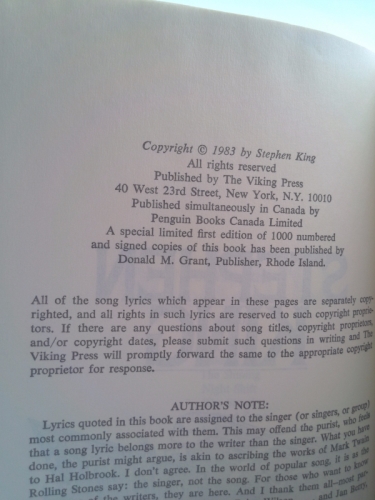 Copyright © 1983 by Stephen King
All rights reserved
Published by The Viking Press
40 West 23rd Street, New York, N.Y. 10010
Published simultaneously in Canada by
Penguin Books Canada Limited
A special limited first edition of 1000 numbered
and signed copies of this book has been published by
Donald M. Grant, Publisher, Rhode Island.
All of the song lyrics which appear in these pages are separately copy-
righted, and all rights in such lyrics are reserved to such copyright proprie-
tors. If there are any questions about song titles, copyright proprietors,
and/or copyright dates, please submit such questions in writing and The
Viking Press will promptly forward the same to the appropriate copyright
proprietor for response.
AUTHOR'S NOTE:
Lyrics quoted in this book are assigned to the singer (or singers, or group)
most commonly associated with them. This may offend the purist, who feels
that a song lyric belongs more to the writer than the singer. What you have
done, the purist might argue, is akin to ascribing the works of Mark Twain
to Hal Holbrook. I don't agree. In the world of popular song, it is as the
Rolling Stones say: the singer, not the song. For those who want to know
of the writers, they are here. And I thank them all—most par-
and Jan Berry